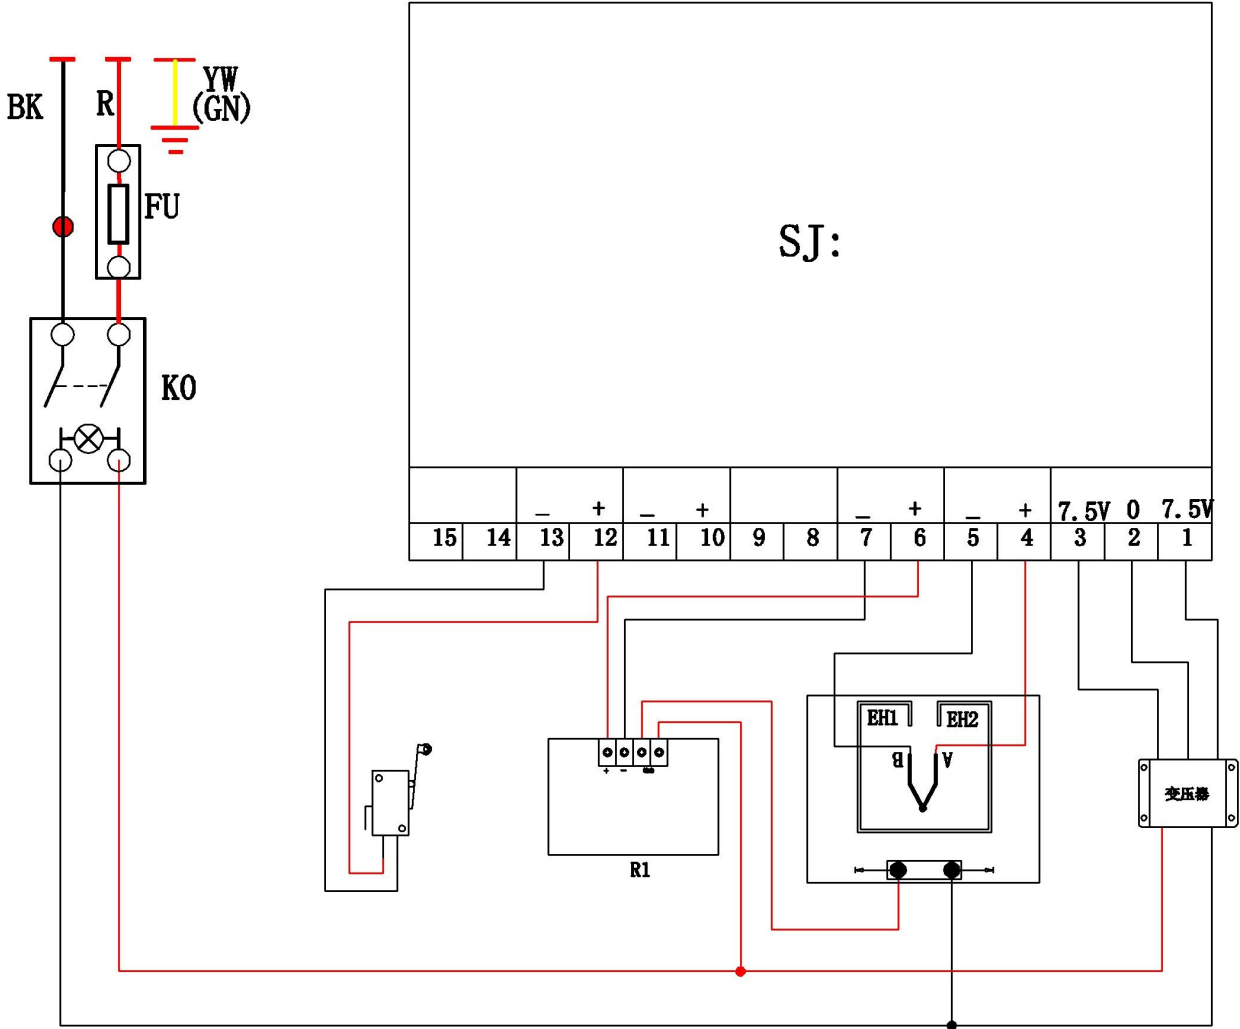 BK
R
YW
(GN)
FU
K0
SJ:
_ + _ + _ + _ + 7.5V 0 7.5V
15 14 13 12 11 10 9 8 7 6 5 4 3 2 1
EH1 EH2
B A
变压器
+ −
R1